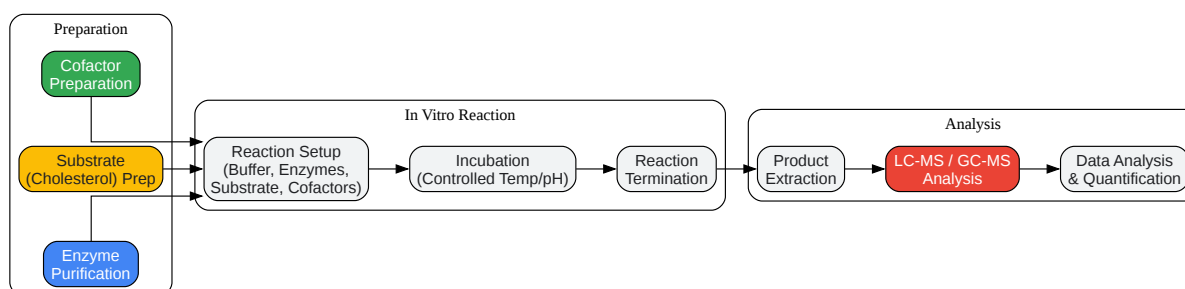 Preparation
Cofactor
Preparation
Substrate
(Cholesterol) Prep
Enzyme
Purification
In Vitro Reaction
Reaction Setup
(Buffer, Enzymes,
Substrate, Cofactors)
Incubation
(Controlled Temp/pH)
Reaction
Termination
Analysis
Product
Extraction
LC-MS / GC-MS
Analysis
Data Analysis
& Quantification